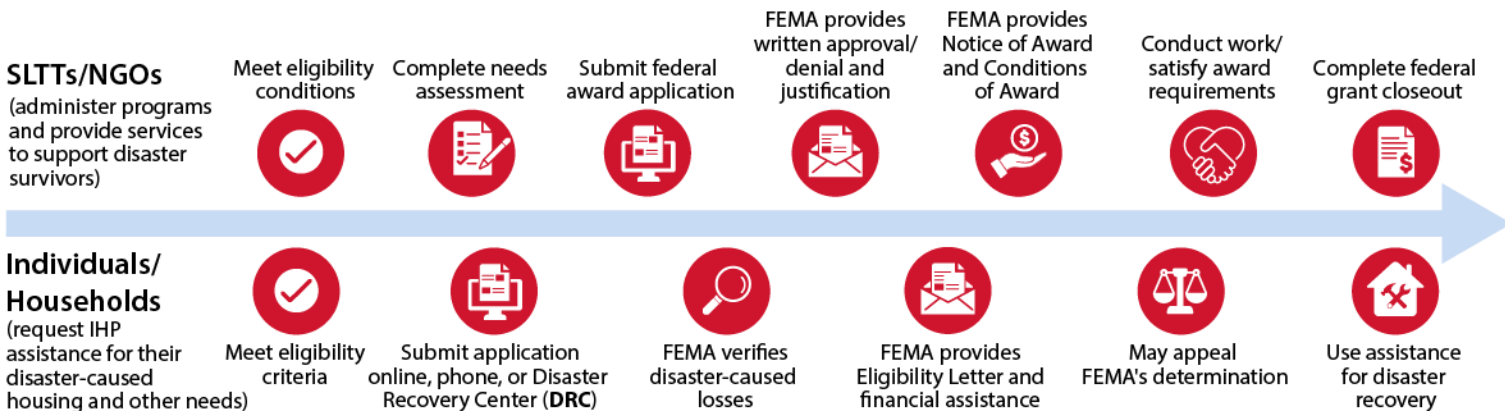 SLTTs/NGOs
(administer programs
and provide services
to support disaster
survivors)
Meet eligibility
conditions
Complete needs
assessment
Submit federal
award application
FEMA provides
written approval/
denial and
justification
FEMA provides
Notice of Award
and Conditions
of Award
Conduct work/
satisfy award
requirements
Complete federal
grant closeout
$
$
Individuals/
Households
(request IHP
assistance for their
disaster-caused
housing and other needs)
Meet eligibility
criteria
Submit application
online, phone, or Disaster
Recovery Center (DRC)
FEMA verifies
disaster-caused
losses
FEMA provides
Eligibility Letter and
financial assistance
May appeal
FEMA's determination
Use assistance
for disaster
recovery